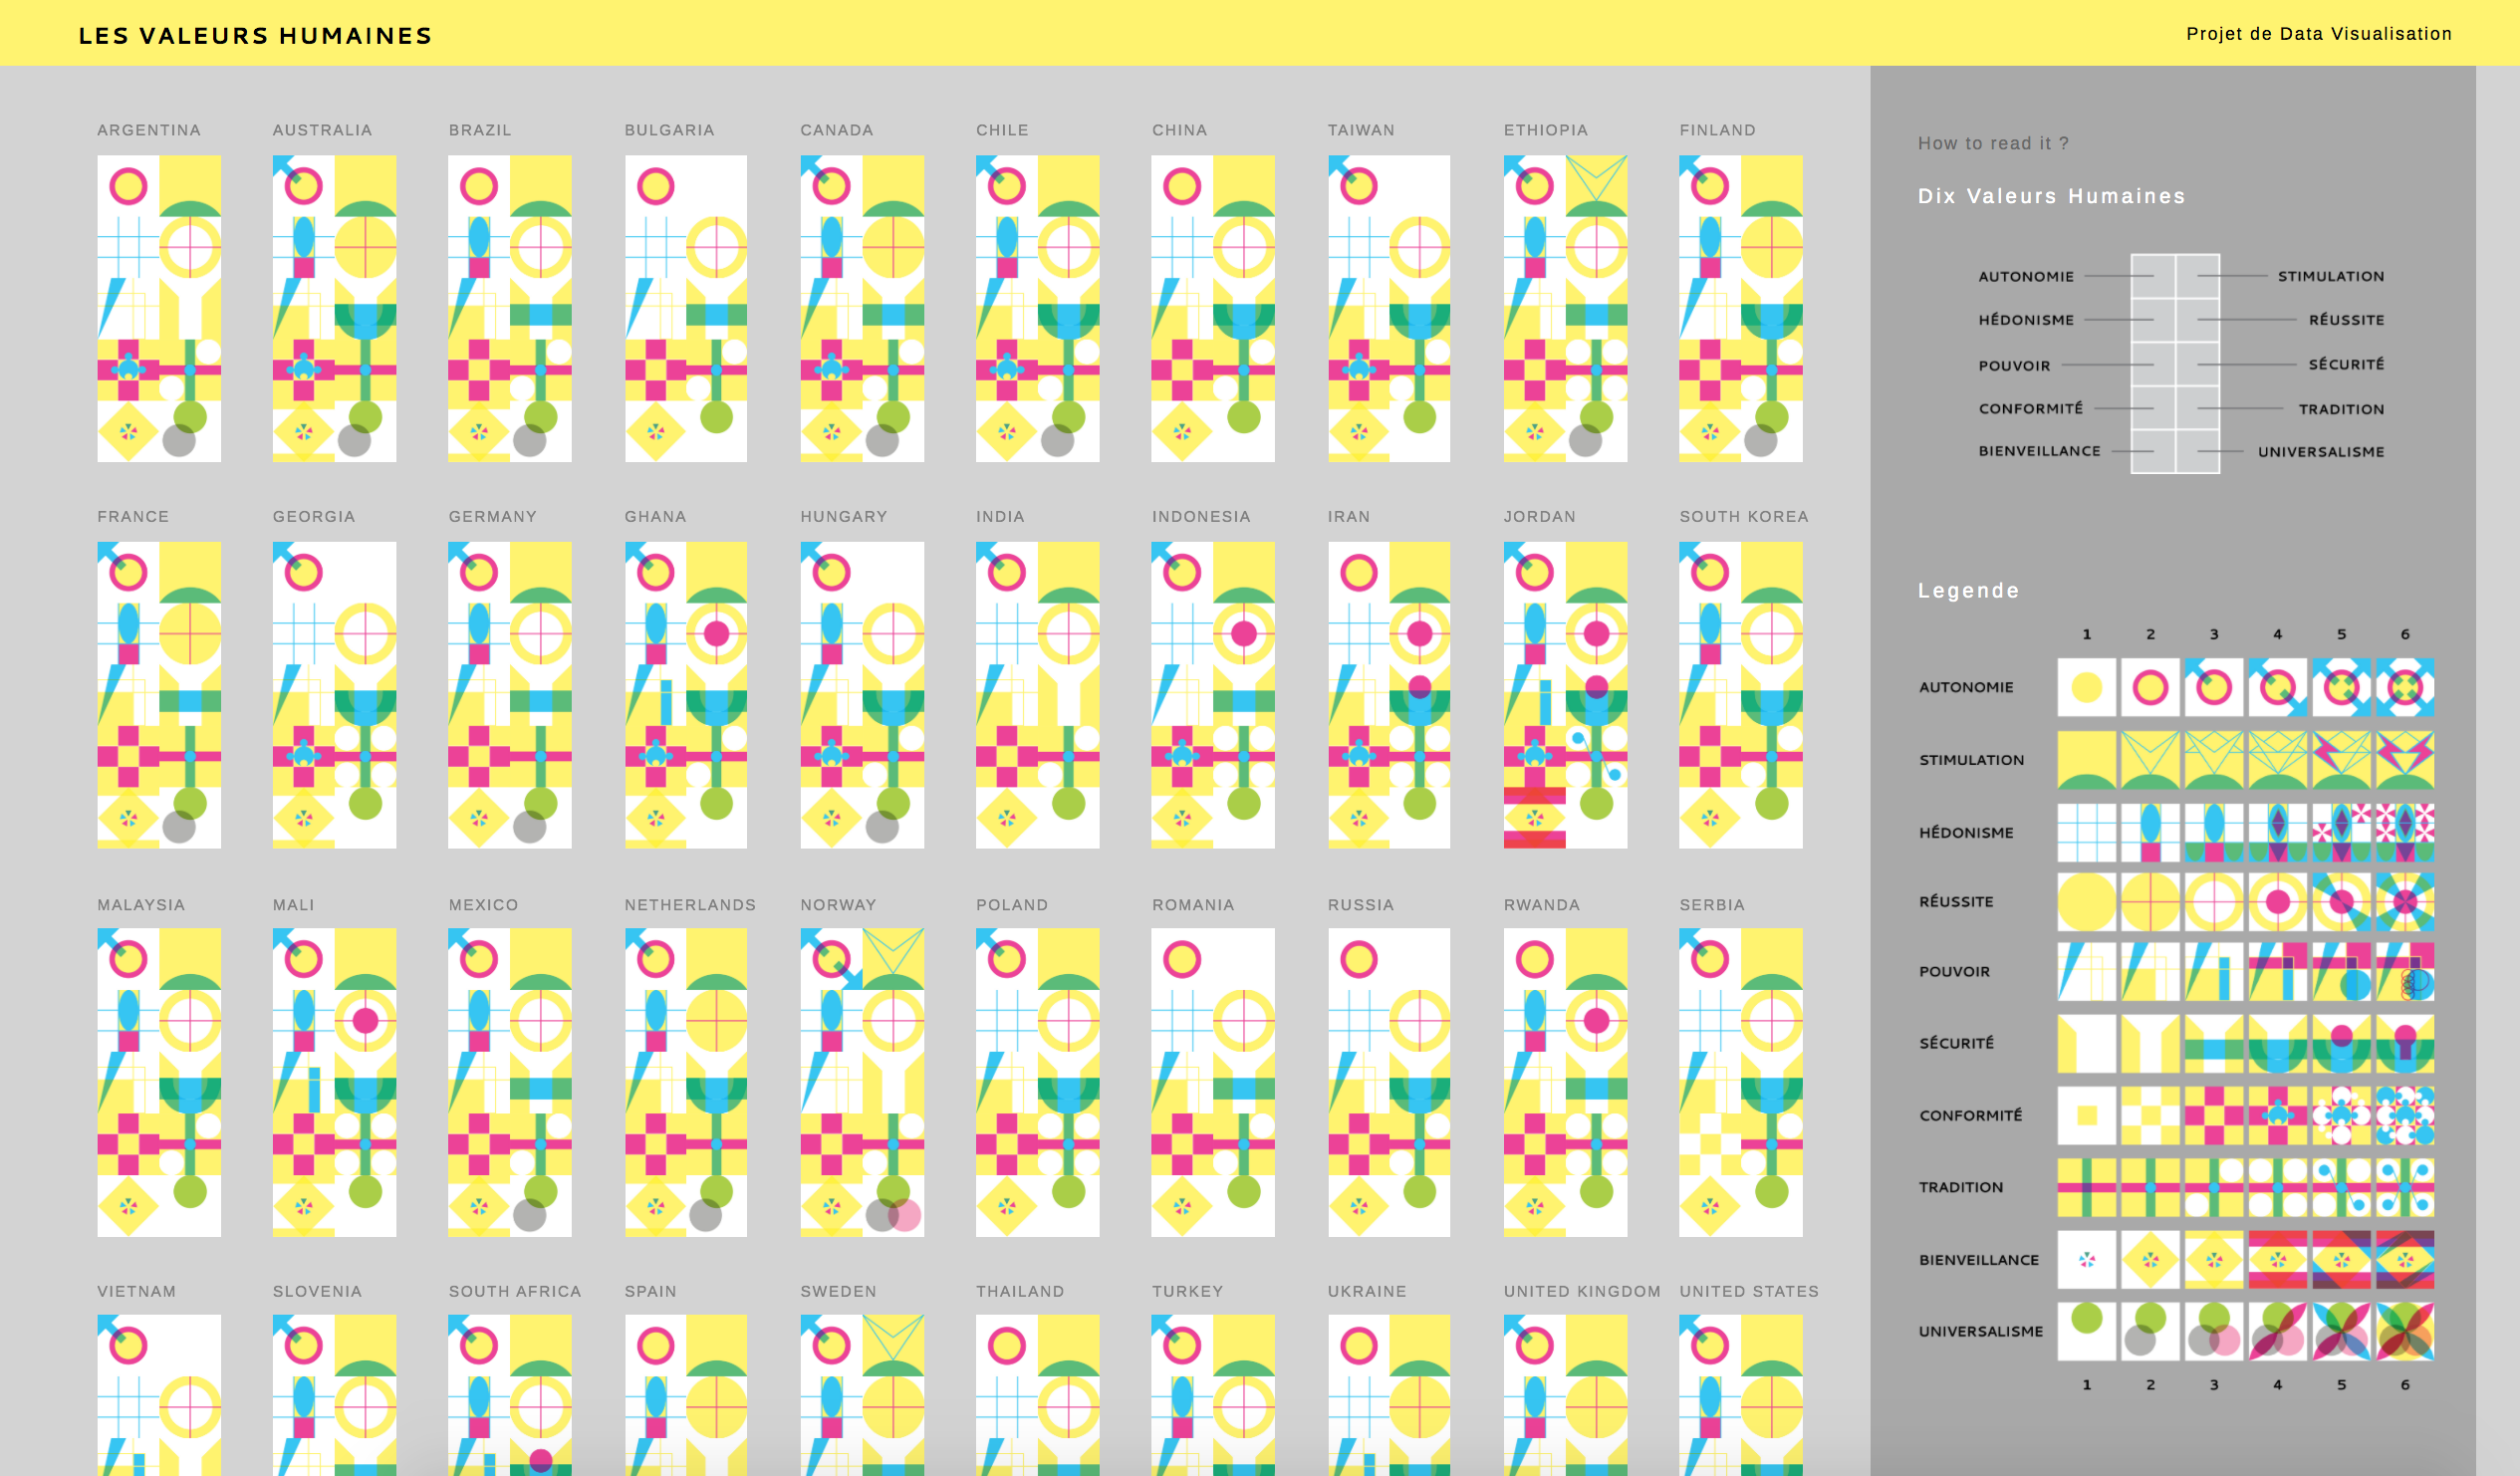 LES VALEURS HUMAINES
Projet de Data Visualisation
ARGENTINA AUSTRALIA BRAZIL BULGARIA CANADA CHILE CHINA TAIWAN ETHIOPIA FINLAND
FRANCE GEORGIA GERMANY GHANA HUNGARY INDIA INDONESIA IRAN JORDAN SOUTH KOREA
MALAYSIA MALI MEXICO NETHERLANDS NORWAY POLAND ROMANIA RUSSIA RWANDA SERBIA
VIETNAM SLOVENIA SOUTH AFRICA SPAIN SWEDEN THAILAND TURKEY UKRAINE UNITED KINGDOM UNITED STATES
How to read it ?
Dix Valeurs Humaines
AUTONOMIE STIMULATION
HÉDONISME RÉUSSITE
POUVOIR SÉCURITÉ
CONFORMITÉ TRADITION
BIENVEILLANCE UNIVERSALISME
Legende
1 2 3 4 5 6
AUTONOMIE
STIMULATION
HÉDONISME
RÉUSSITE
POUVOIR
SÉCURITÉ
CONFORMITÉ
TRADITION
BIENVEILLANCE
UNIVERSALISME
1 2 3 4 5 6